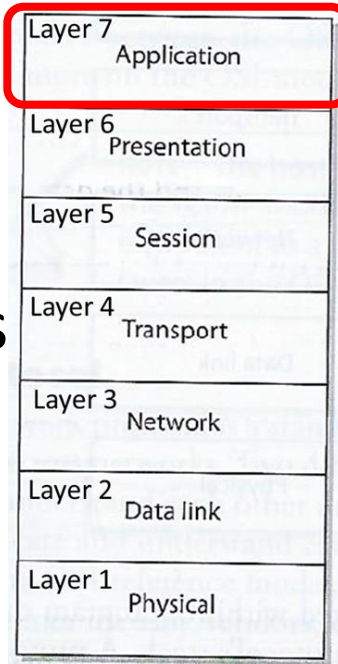 Layer 7
Application
Layer 6
Presentation
Layer 5
Session
Layer 4
Transport
s
Layer 3
Network
Layer 2
Data link
Layer 1
Physical